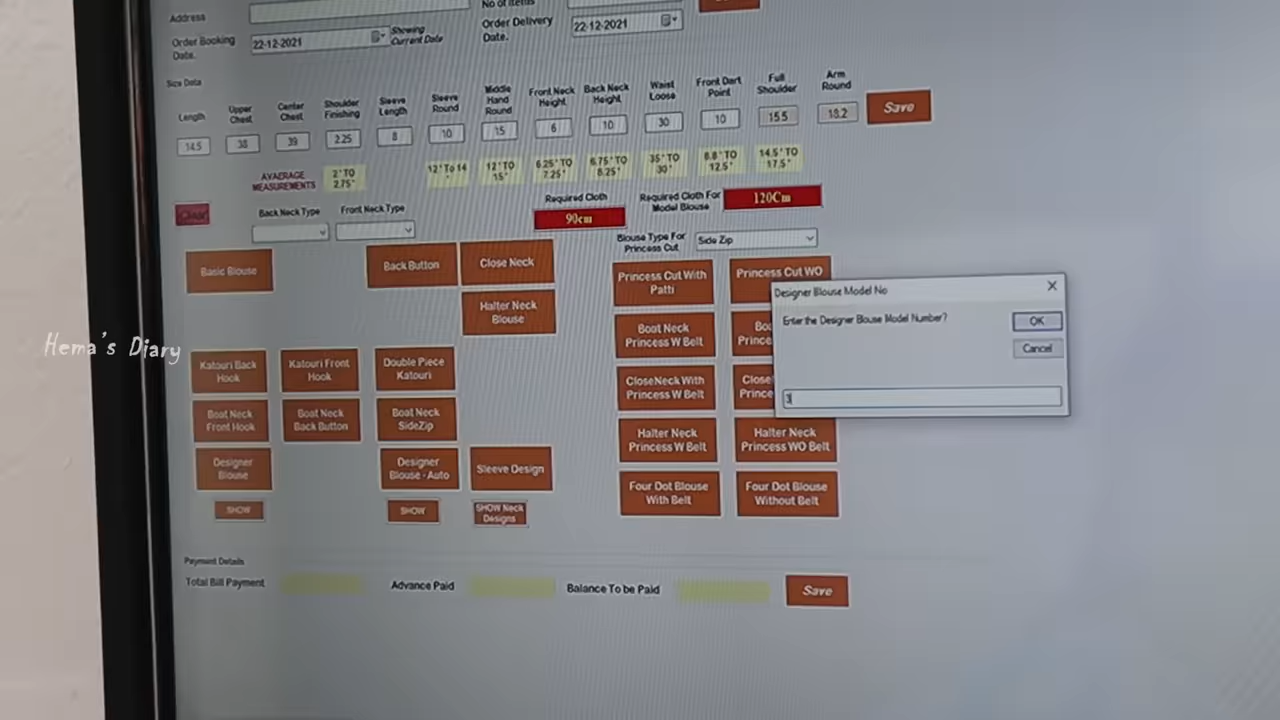 No of Items
Address
Order Booking
Date.
22-12-2021
Showing
Current Date
Order Delivery
Date.
22-12-2021
Size Data
Length
Upper
Chest
Center
Chest
Shoulder
Finishing
Sleeve
Length
Sleeve
Round
Middle
Hand
Round
Front Neck
Height
Back Neck
Height
Waist
Loose
Front Dart
Point
Full
Shoulder
Arm
Round
14.5
38
39
2.25
8
10
15
6
10
30
10
15.5
18.2
Save
AVAERAGE
MEASUREMENTS
2" TO
2.75"
12" To 14
"
12" TO
15"
6.25" TO
7.25"
6.75" TO
8.25"
35" TO
30"
8.8" TO
12.5"
14.5" TO
17.5"
Clear
Back Neck Type
Front Neck Type
Required Cloth
90cm
Required Cloth For
Model Blouse
120Cm
Blouse Type For
Princess Cut
Side Zip
Basic Blouse
Back Button
Close Neck
Princess Cut With
Patti
Princess Cut WO
Halter Neck
Blouse
Boat Neck
Princess W Belt
Designer Blouse Model No
Enter the Designer Blouse Model Number?
OK
Cancel
3
Hema's Diary
Katouri Back
Hook
Katouri Front
Hook
Double Piece
Katouri
CloseNeck With
Princess W Belt
Boat Neck
Front Hook
Boat Neck
Back Button
Boat Neck
SideZip
Halter Neck
Princess W Belt
Halter Neck
Princess WO Belt
Designer
Blouse
Designer
Blouse - Auto
Sleeve Design
Four Dot Blouse
With Belt
Four Dot Blouse
Without Belt
SHOW
SHOW
SHOW Neck
Designs
Payment Details
Total Bill Payment
Advance Paid
Balance To be Paid
Save